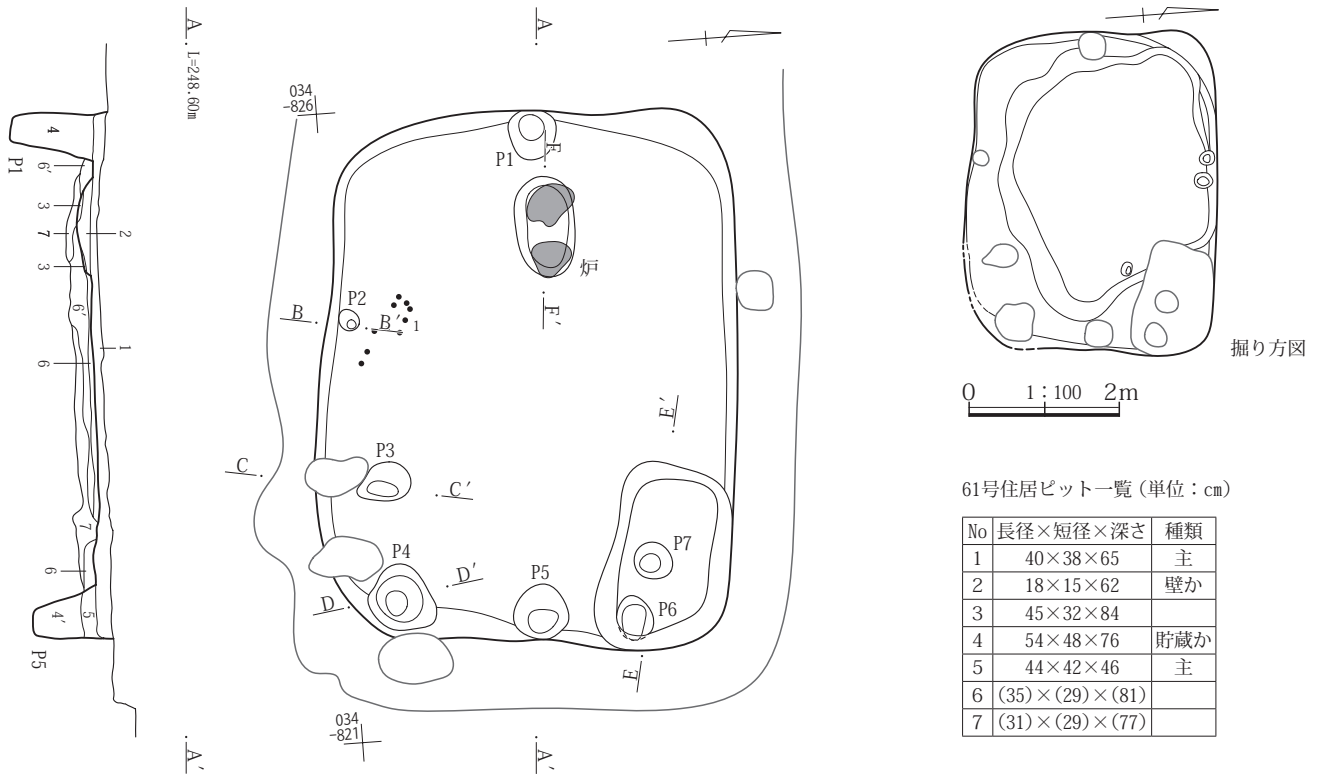 A
L=248.60m
A
034
-826
4
P1
P1
F
6′
3
7
2
3
炉
P2
B
B′
1
F′
6′
1
掘り方図
6
0 1：100 2m
E′
P3
C
C′
61号住居ピット一覧（単位：㎝）
No 長径×短径×深さ 種類
1 40×38×65 主
2 18×15×62 壁か
3 45×32×84
4 54×48×76 貯蔵か
5 44×42×46 主
6 (35)×(29)×(81)
7 (31)×(29)×(77)
7
6
P4
P5
P7
D′
D
P6
4′
5
P5
E
034
-821
A′
A′